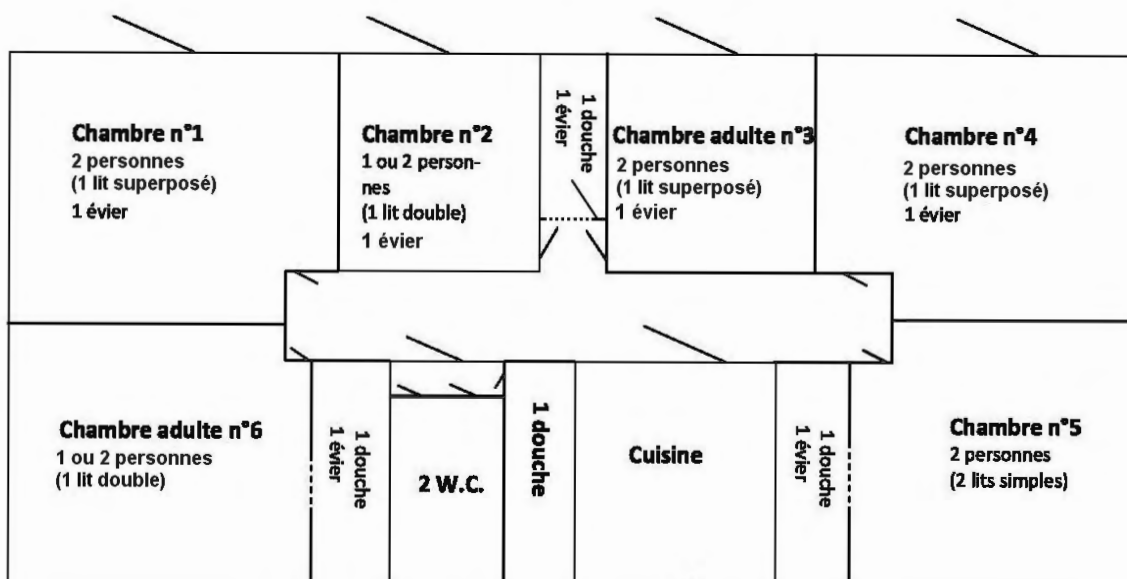 Chambre n°1
2 personnes
(1 lit superposé)
1 évier
Chambre n°2
1 ou 2 person-
nes
(1 lit double)
1 évier
1 douche
1 évier
Chambre adulte n°3
2 personnes
(1 lit superposé)
1 évier
Chambre n°4
2 personnes
(1 lit superposé)
1 évier
Chambre adulte n°6
1 ou 2 personnes
(1 lit double)
1 douche
1 évier
2 W.C.
1 douche
Cuisine
1 douche
1 évier
Chambre n°5
2 personnes
(2 lits simples)